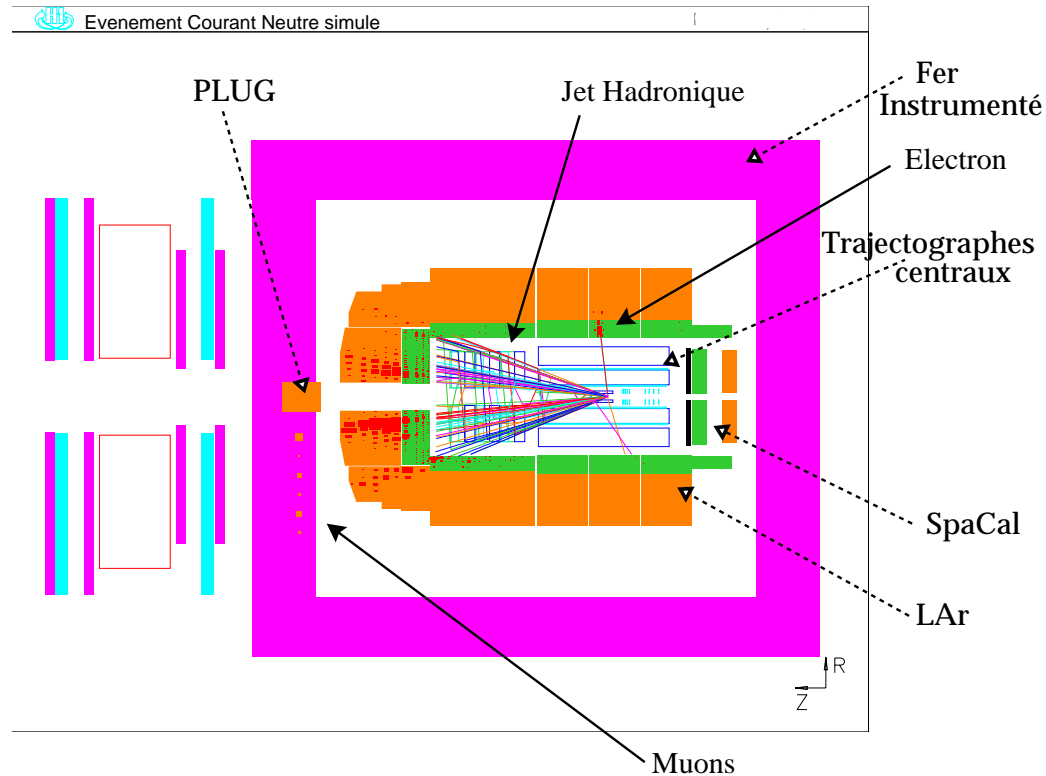 Evenement Courant Neutre simule
PLUG
Jet Hadronique
Fer
Instrumenté
Electron
Trajectographes
centraux
SpaCal
LAr
R
Z
Muons